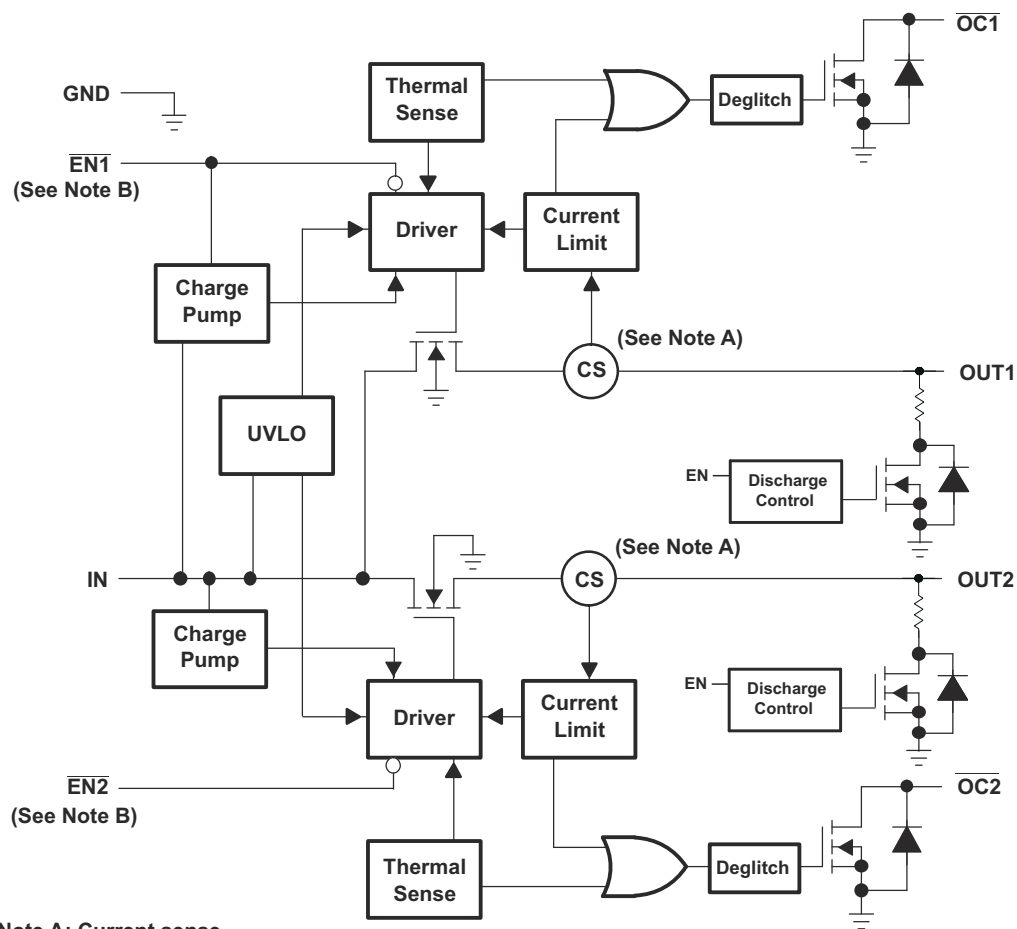 OC1
Thermal
Sense
GND
Deglitch
EN1
(See Note B)
Driver
Current
Limit
Charge
Pump
(See Note A)
CS
OUT1
UVLO
EN
Discharge
Control
(See Note A)
IN
CS
OUT2
Charge
Pump
EN
Discharge
Control
Driver
Current
Limit
EN2
(See Note B)
OC2
Thermal
Sense
Deglitch
Note A: Current sense